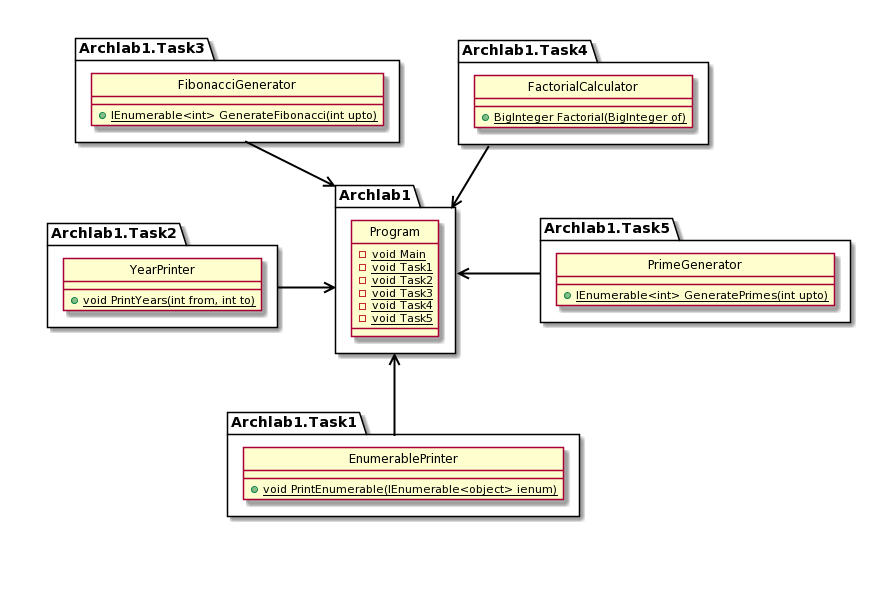 Archlab1.Task3
FibonacciGenerator
IEnumerable<int> GenerateFibonacci(int upto)
Archlab1.Task4
FactorialCalculator
BigInteger Factorial(BigInteger of)
Archlab1
Program
void Main
void Task1
void Task2
void Task3
void Task4
void Task5
Archlab1.Task2
YearPrinter
void PrintYears(int from, int to)
Archlab1.Task5
PrimeGenerator
IEnumerable<int> GeneratePrimes(int upto)
Archlab1.Task1
EnumerablePrinter
void PrintEnumerable(IEnumerable<object> ienum)